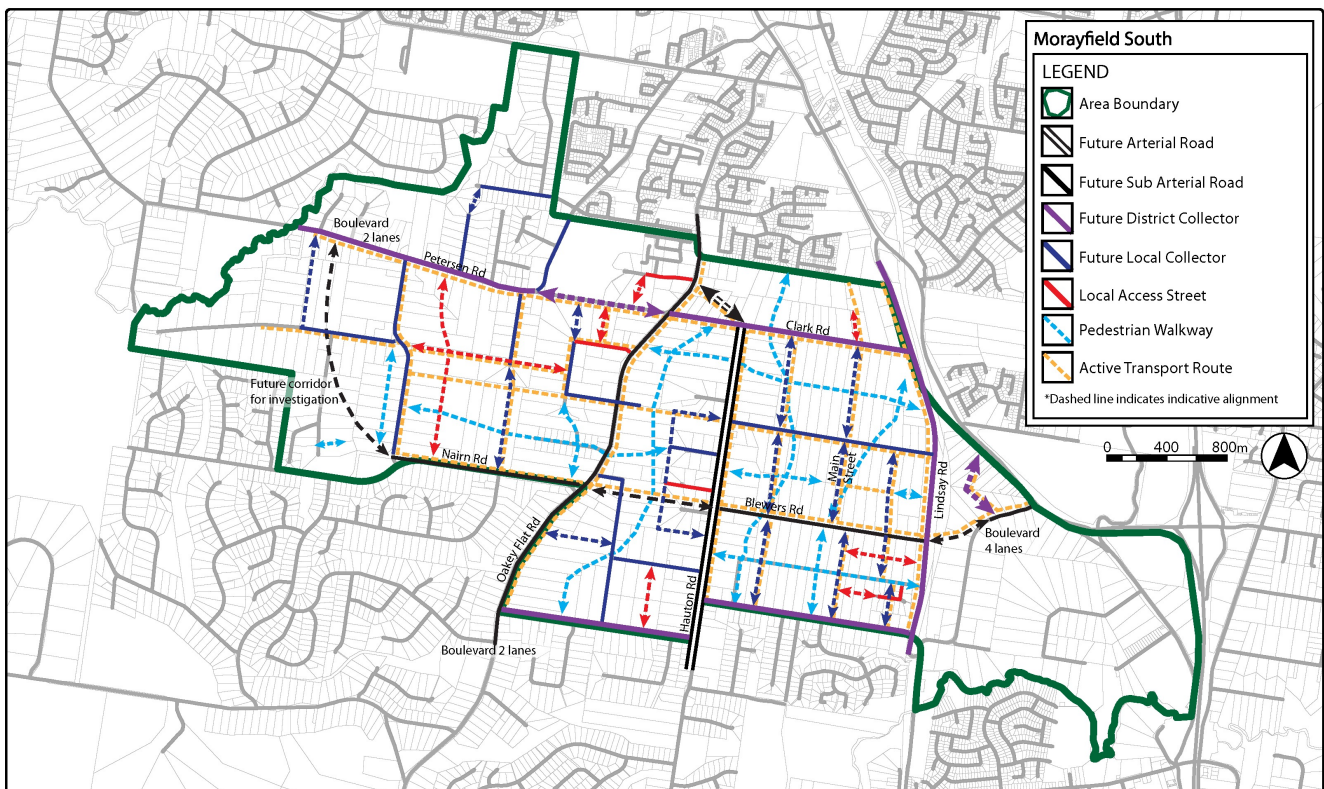 Morayfield South
LEGEND
Area Boundary
Future Arterial Road
Future Sub Arterial Road
Future District Collector
Future Local Collector
Local Access Street
Pedestrian Walkway
Active Transport Route
*Dashed line indicates indicative alignment
0 400 800m
Boulevard
2 lanes
Petersen Rd
Clark Rd
Future corridor
for investigation
Nairn Rd
Main
Street
Lindsay Rd
Blewers Rd
Oakey Flat Rd
Boulevard
4 lanes
Hauton Rd
Boulevard 2 lanes